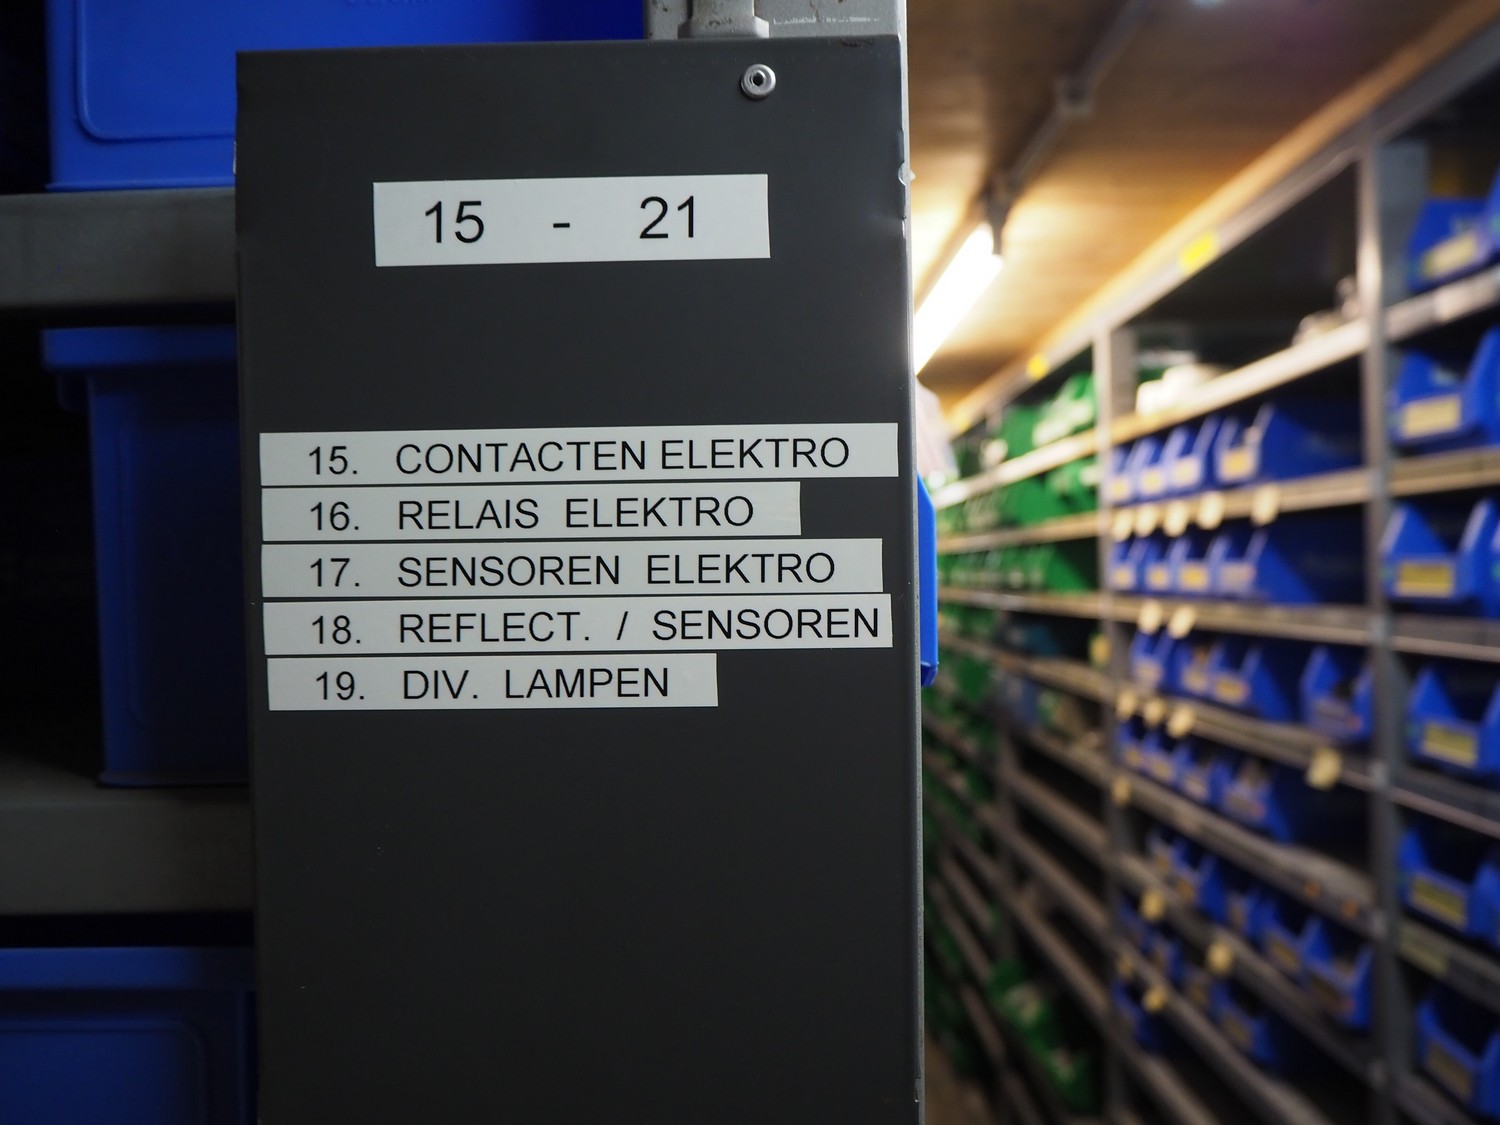 15 - 21
15. CONTACTEN ELEKTRO
16. RELAIS ELEKTRO
17. SENSOREN ELEKTRO
18. REFLECT. / SENSOREN
19. DIV. LAMPEN